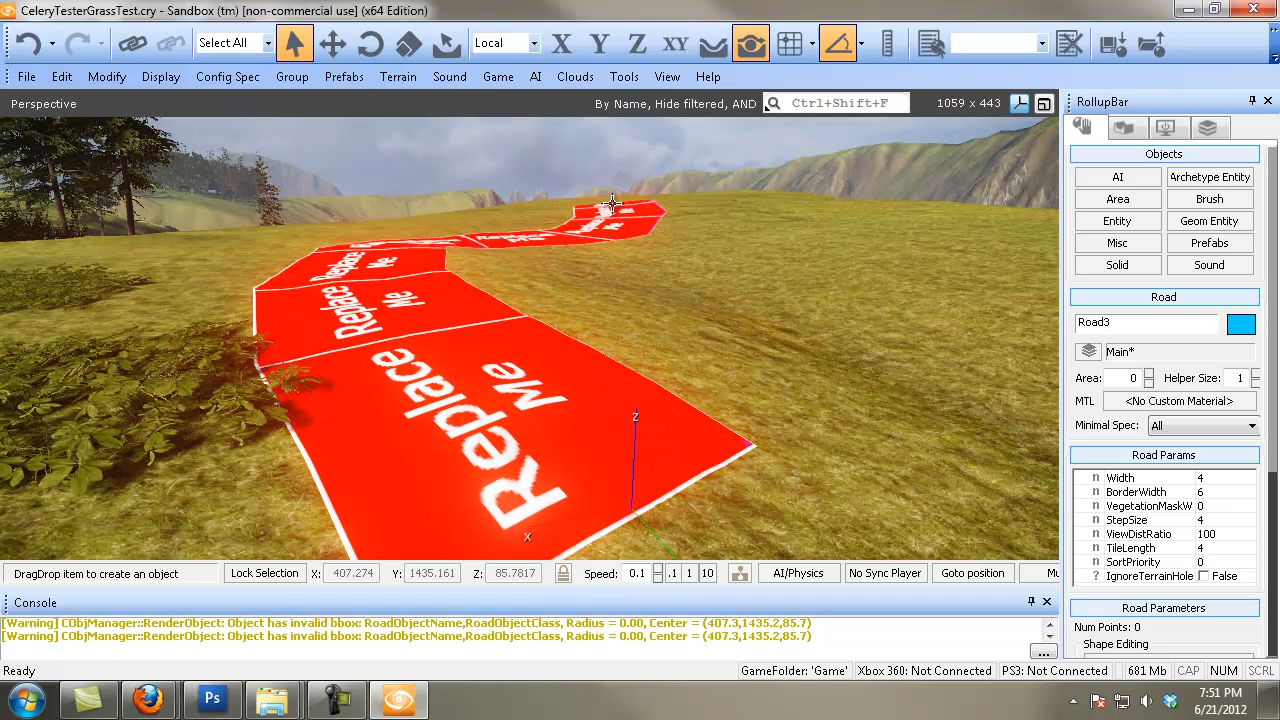 CeleryTesterGrassTest.cry - Sandbox (tm) [non-commercial use] (x64 Edition)
Select All
Local
X Y Z XY
File Edit Modify Display Config Spec Group Prefabs Terrain Sound Game AI Clouds Tools View Help
Perspective
By Name, Hide filtered, AND
Ctrl+Shift+F
1059 x 443
RollupBar
Objects
AI
Archetype Entity
Area
Brush
Entity
Geom Entity
Misc
Prefabs
Solid
Sound
Road
Road3
Main*
Area: 0 Helper Size: 1
MTL <No Custom Material>
Minimal Spec: All
Road Params
Width 4
BorderWidth 6
VegetationMaskW 0
StepSize 4
ViewDistRatio 100
TileLength 4
SortPriority 0
IgnoreTerrainHole False
Road Parameters
Num Points: 0
Shape Editing
Replace Me
Replace Me
Replace Me
z
x
DragDrop item to create an object
Lock Selection
X: 407.274 Y: 1435.161 Z: 85.7817
Speed: 0.1 .1 1 10
AI/Physics
No Sync Player
Goto position
Mu
Console
[Warning] CObjManager::RenderObject: Object has invalid bbox: RoadObjectName,RoadObjectClass, Radius = 0.00, Center = (407.3,1435.2,85.7)
[Warning] CObjManager::RenderObject: Object has invalid bbox: RoadObjectName,RoadObjectClass, Radius = 0.00, Center = (407.3,1435.2,85.7)
...
Ready
GameFolder: 'Game'
Xbox 360: Not Connected
PS3: Not Connected
681 Mb
CAP
NUM
SCRL
Ps
7:51 PM
6/21/2012